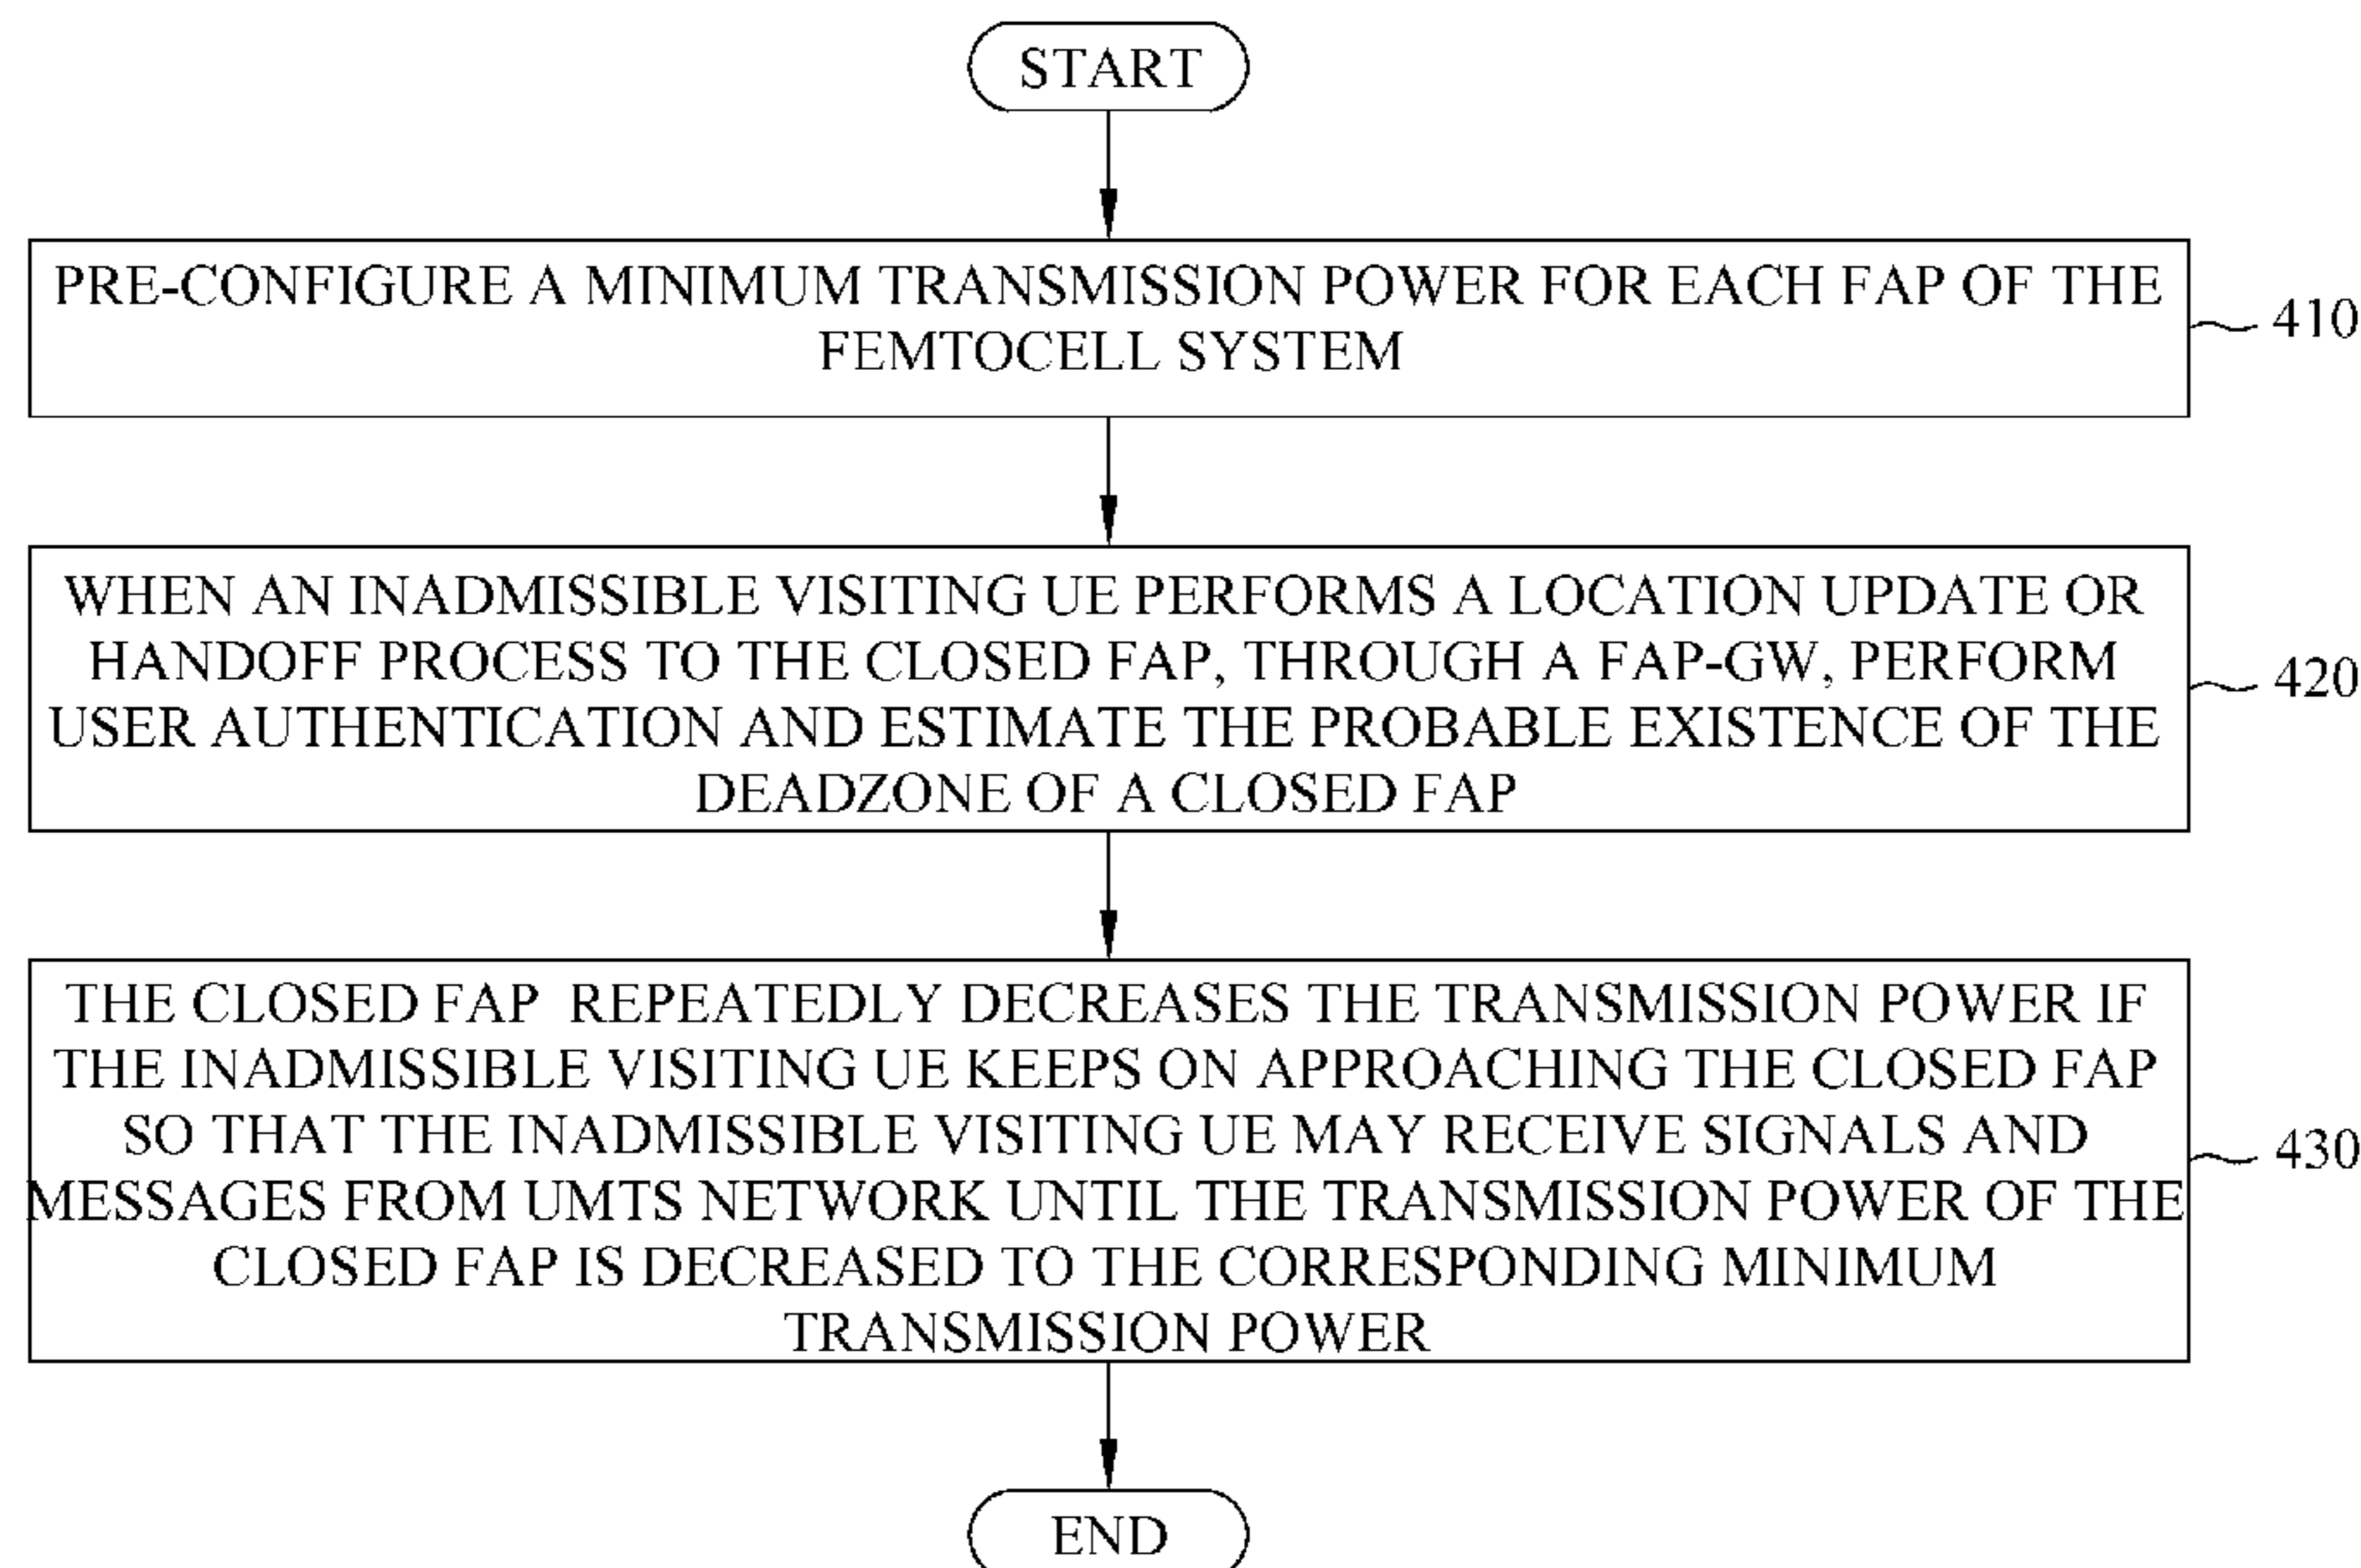 START
PRE-CONFIGURE A MINIMUM TRANSMISSION POWER FOR EACH FAP OF THE
FEMTOCELL SYSTEM
410
WHEN AN INADMISSIBLE VISITING UE PERFORMS A LOCATION UPDATE OR
HANDOFF PROCESS TO THE CLOSED FAP, THROUGH A FAP-GW, PERFORM
USER AUTHENTICATION AND ESTIMATE THE PROBABLE EXISTENCE OF THE
DEADZONE OF A CLOSED FAP
420
THE CLOSED FAP REPEATEDLY DECREASES THE TRANSMISSION POWER IF
THE INADMISSIBLE VISITING UE KEEPS ON APPROACHING THE CLOSED FAP
SO THAT THE INADMISSIBLE VISITING UE MAY RECEIVE SIGNALS AND
MESSAGES FROM UMTS NETWORK UNTIL THE TRANSMISSION POWER OF THE
CLOSED FAP IS DECREASED TO THE CORRESPONDING MINIMUM
TRANSMISSION POWER
430
END